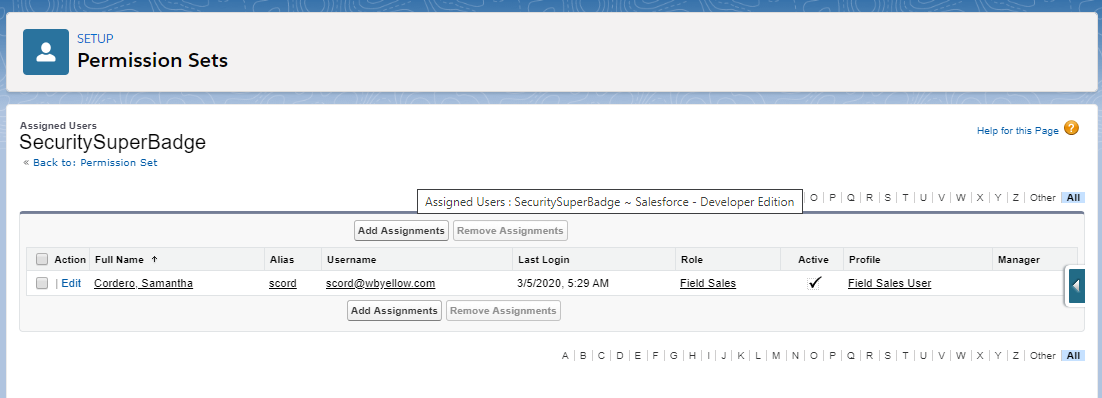 SETUP
Permission Sets
Assigned Users
SecuritySuperBadge
« Back to: Permission Set
Help for this Page ?
O | P | Q | R | S | T | U | V | W | X | Y | Z | Other | All
Assigned Users : SecuritySuperBadge ~ Salesforce - Developer Edition
Add Assignments Remove Assignments
Action Full Name ↑ Alias Username Last Login Role Active Profile Manager
| Edit Cordero, Samantha scord scord@wbyellow.com 3/5/2020, 5:29 AM Field Sales ✓ Field Sales User
Add Assignments Remove Assignments
A | B | C | D | E | F | G | H | I | J | K | L | M | N | O | P | Q | R | S | T | U | V | W | X | Y | Z | Other | All